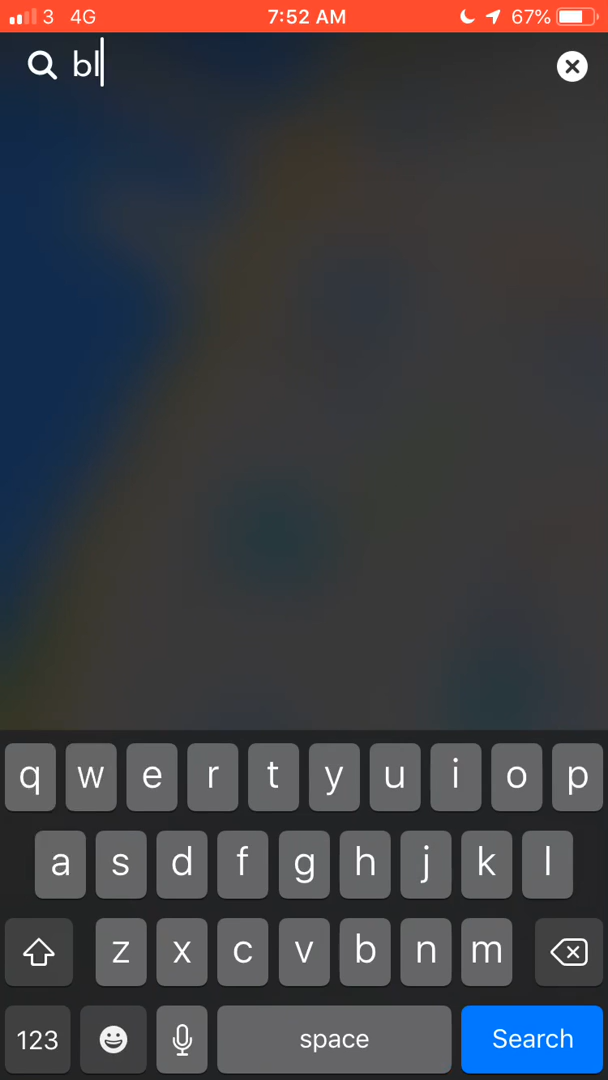 3 4G 7:52 AM 67%
bl
q w e r t y u i o p
a s d f g h j k l
z x c v b n m
123 space Search